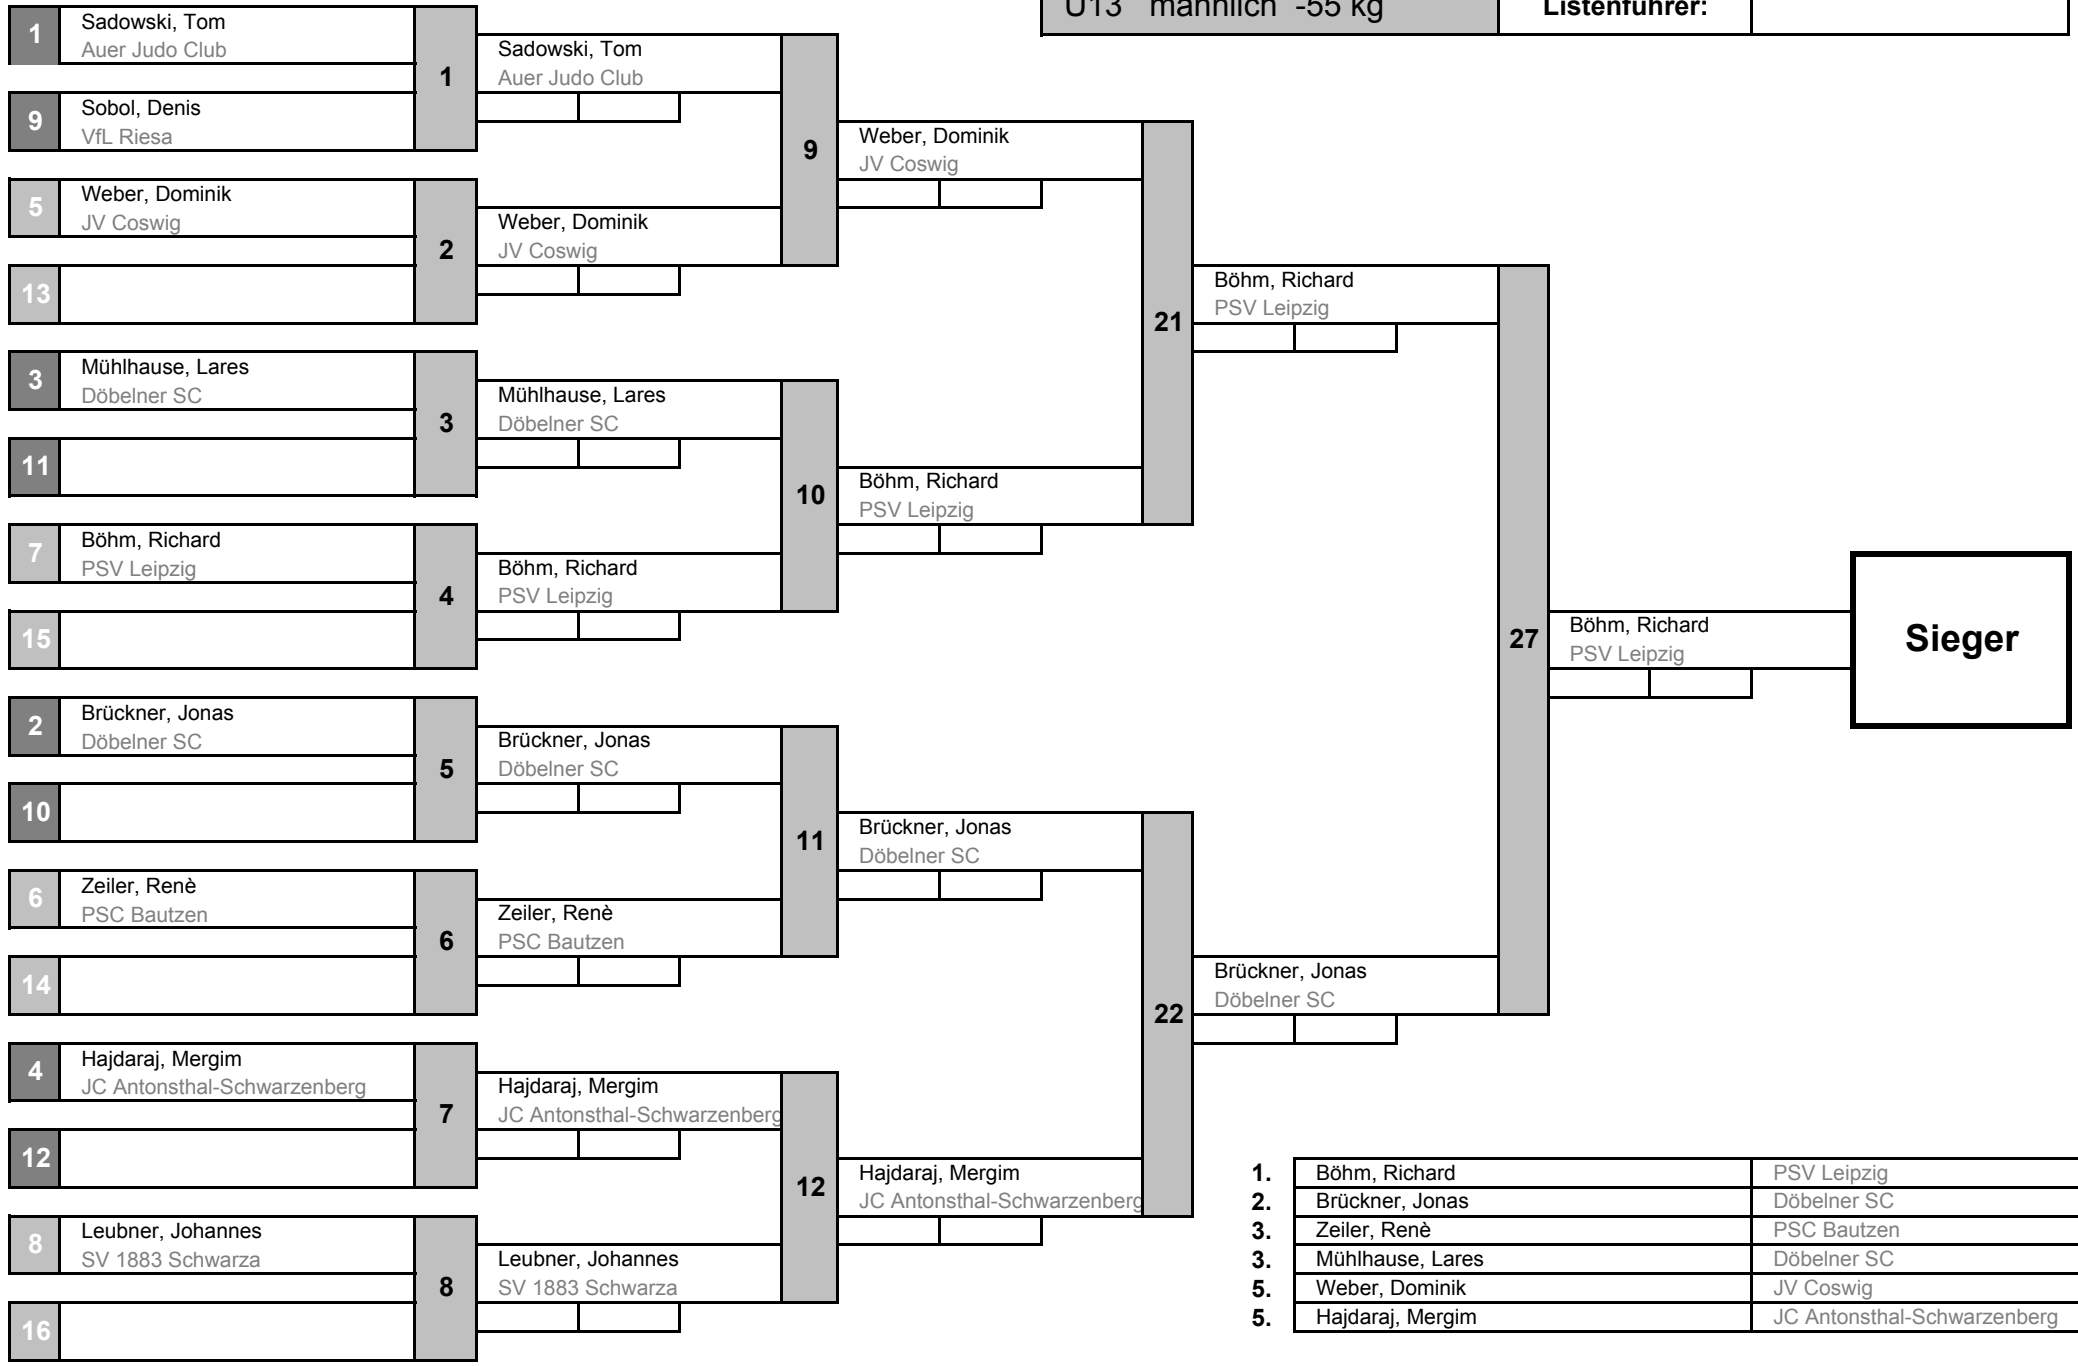 U13 männlich -55 kg
Listenführer:
1
Sadowski, Tom
Auer Judo Club
9
Sobol, Denis
VfL Riesa
5
Weber, Dominik
JV Coswig
13
3
Mühlhause, Lares
Döbelner SC
11
7
Böhm, Richard
PSV Leipzig
15
2
Brückner, Jonas
Döbelner SC
10
6
Zeiler, Renè
PSC Bautzen
14
4
Hajdaraj, Mergim
JC Antonsthal-Schwarzenberg
12
8
Leubner, Johannes
SV 1883 Schwarza
16
1
2
3
4
5
6
7
8
Sadowski, Tom
Auer Judo Club
Weber, Dominik
JV Coswig
Mühlhause, Lares
Döbelner SC
Böhm, Richard
PSV Leipzig
Brückner, Jonas
Döbelner SC
Zeiler, Renè
PSC Bautzen
Hajdaraj, Mergim
JC Antonsthal-Schwarzenberg
Leubner, Johannes
SV 1883 Schwarza
9
10
11
12
Weber, Dominik
JV Coswig
Böhm, Richard
PSV Leipzig
Brückner, Jonas
Döbelner SC
Hajdaraj, Mergim
JC Antonsthal-Schwarzenberg
21
22
Böhm, Richard
PSV Leipzig
Brückner, Jonas
Döbelner SC
27
Böhm, Richard
PSV Leipzig
Sieger
1. Böhm, Richard PSV Leipzig
2. Brückner, Jonas Döbelner SC
3. Zeiler, Renè PSC Bautzen
3. Mühlhause, Lares Döbelner SC
5. Weber, Dominik JV Coswig
5. Hajdaraj, Mergim JC Antonsthal-Schwarzenberg